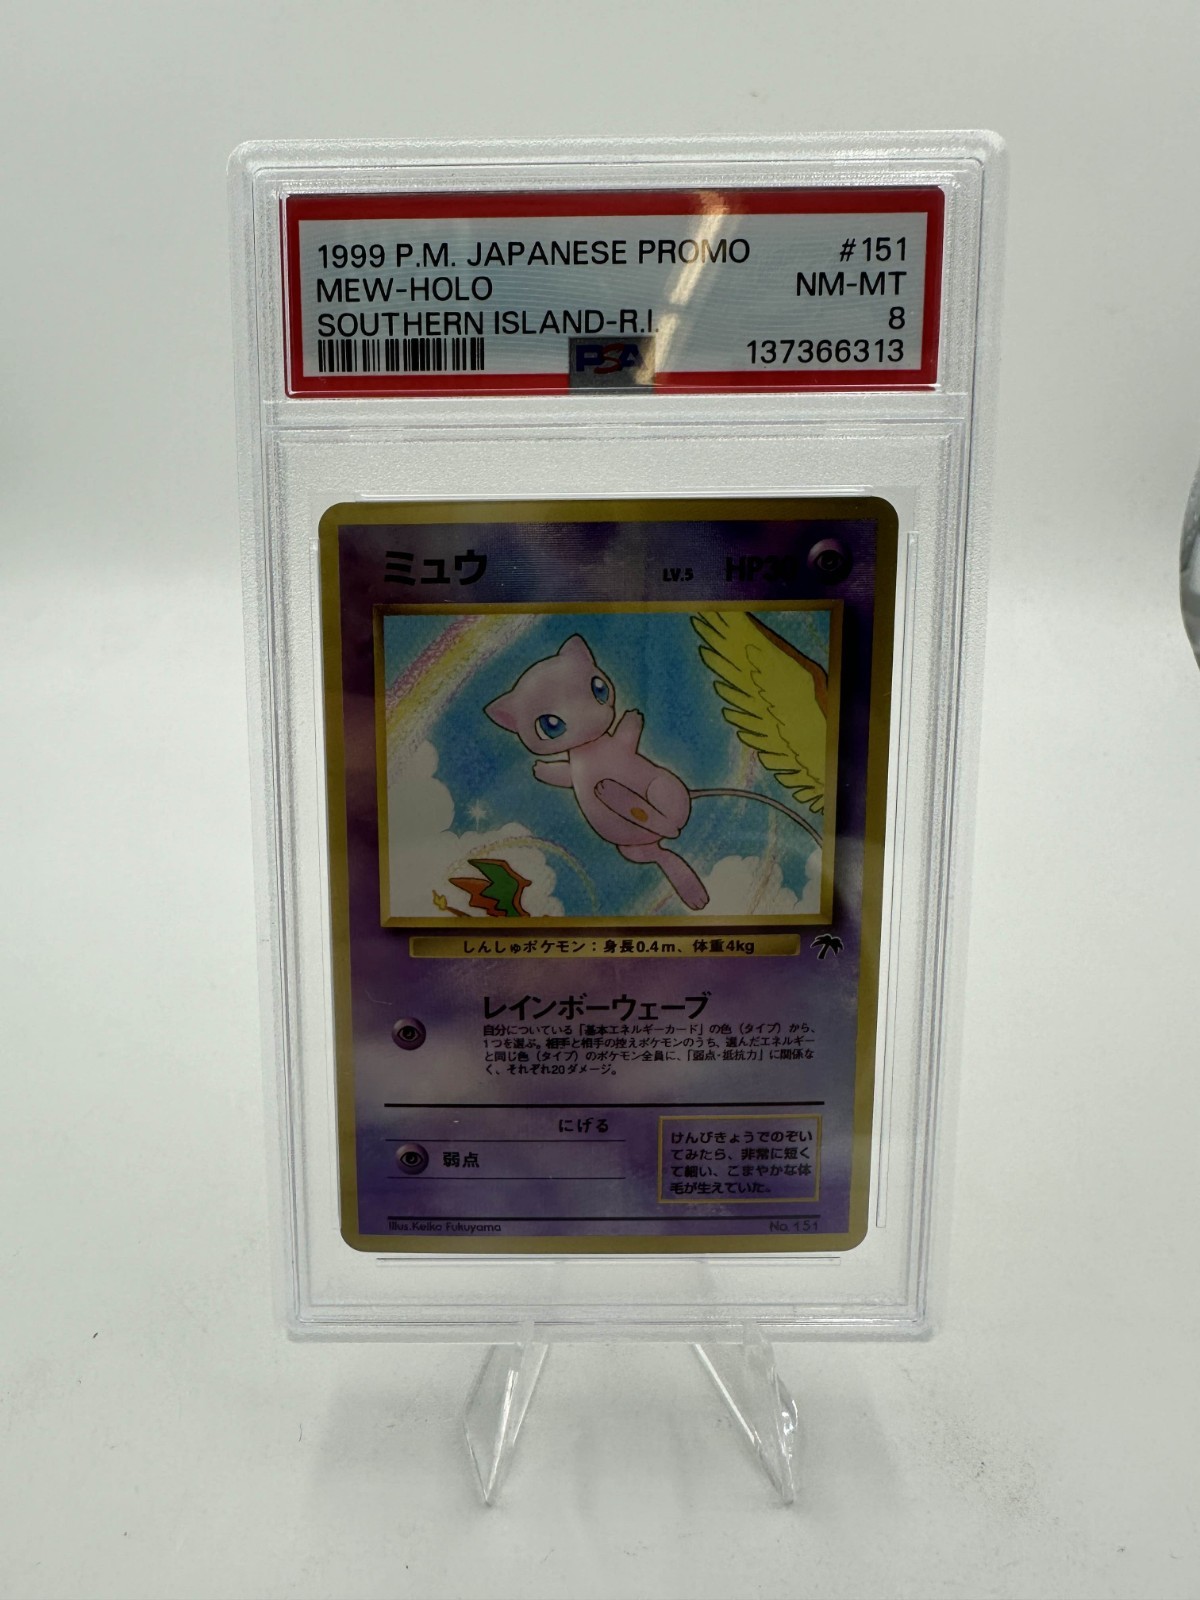 1999 P.M. JAPANESE PROMO #151
MEW-HOLO NM-MT
SOUTHERN ISLAND-R.I. 8
PSA 137366313
ミュウ LV.5 HP30
しんしゅポケモン：身長0.4m、体重4kg
レインボーウェーブ
自分についている「基本エネルギーカード」の色（タイプ）から、
1つを選ぶ。相手と相手の控えポケモンのうち、選んだエネルギー
と同じ色（タイプ）のポケモン全員に、「弱点・抵抗力」に関係な
く、それぞれ20ダメージ。
にげる
弱点
けんびきょうでのぞい
てみたら、非常に短く
て細い、こまやかな体
毛が生えていた。
Illus.Keiko Fukuyama No.151